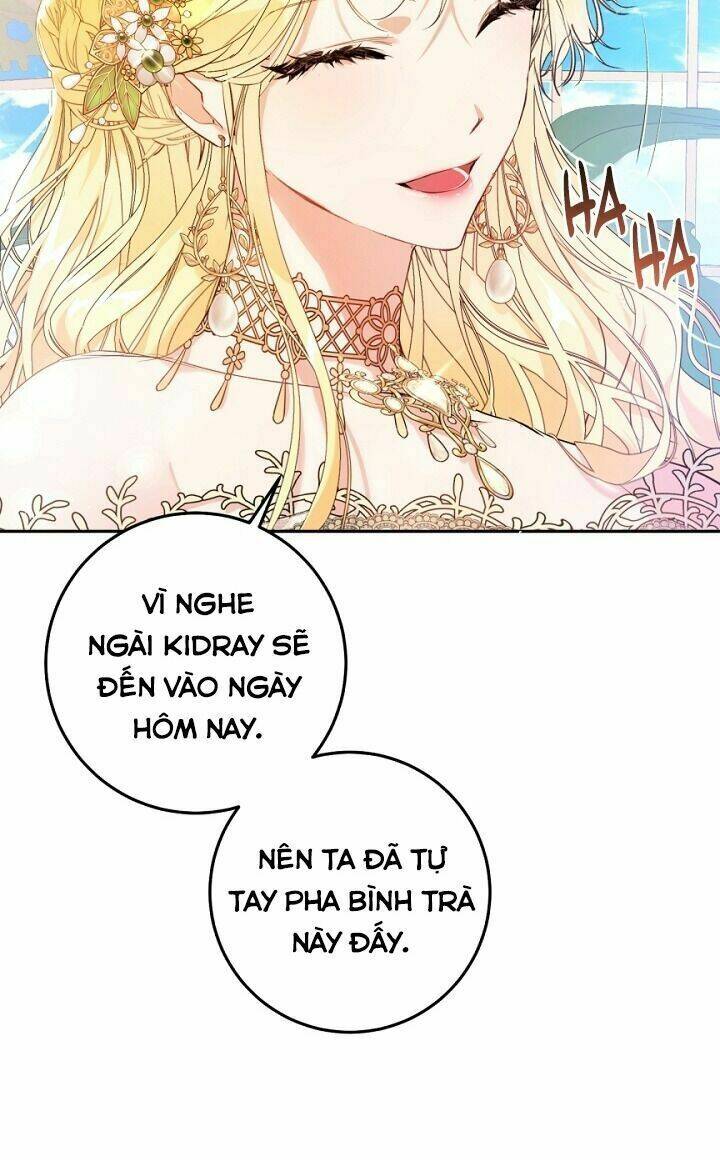 HA
HA
VÌ NGHE
NGÀI KIDRAY SẼ
ĐẾN VÀO NGÀY
HÔM NAY.
NÊN TA ĐÃ TỰ
TAY PHA BÌNH TRÀ
NÀY ĐẤY.